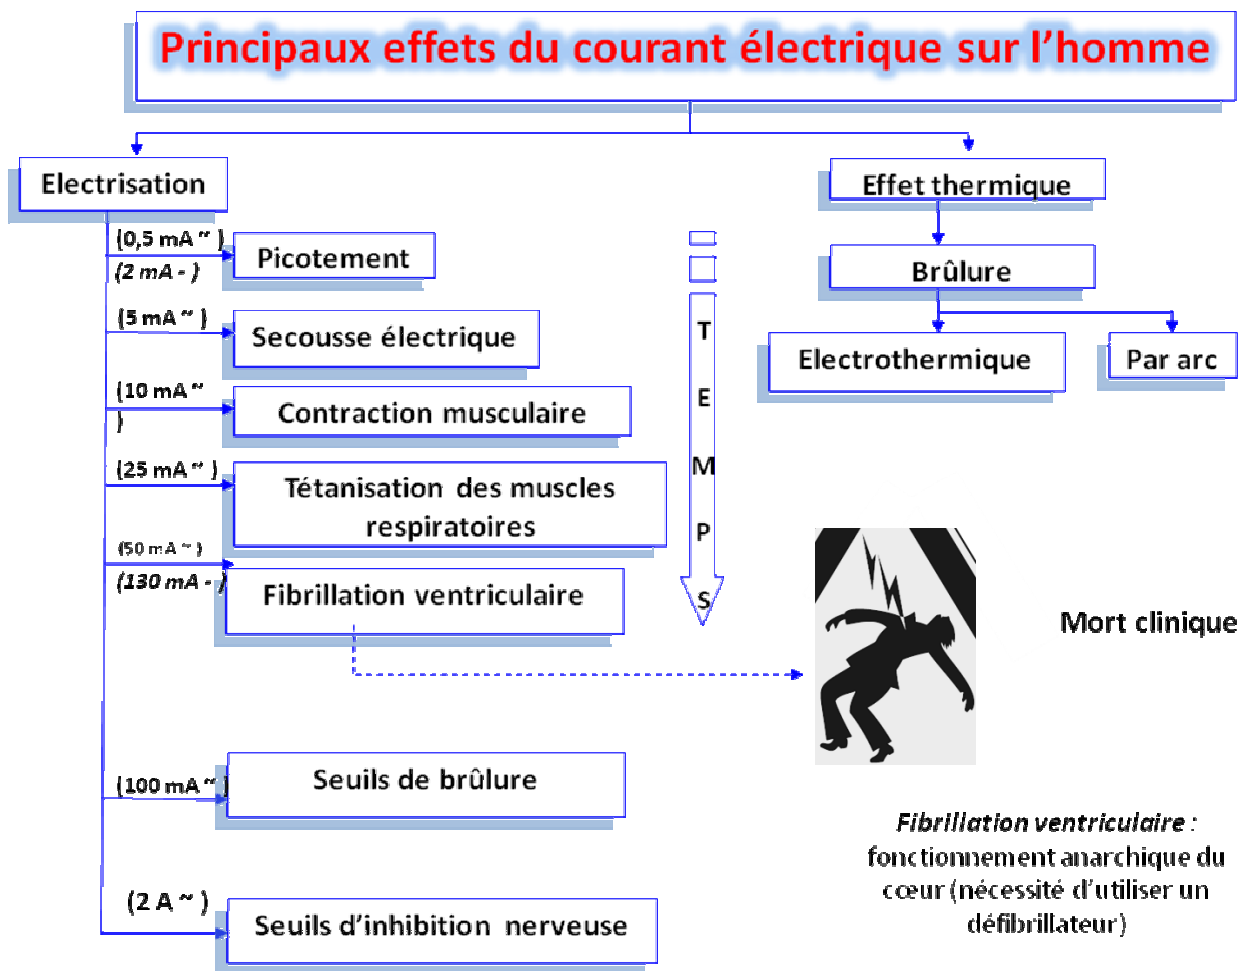 Principaux effets du courant électrique sur l'homme
Electrisation
(0,5 mA ~ )
(2 mA - )
Picotement
(5 mA ~ )
Secousse électrique
(10 mA ~
)
Contraction musculaire
(25 mA ~ )
Tétanisation des muscles
respiratoires
(50 mA ~ )
(130 mA - )
Fibrillation ventriculaire
(100 mA ~ )
Seuils de brûlure
(2 A ~ )
Seuils d'inhibition nerveuse
T
E
M
P
S
Effet thermique
Brûlure
Electrothermique
Par arc
Mort clinique
Fibrillation ventriculaire :
fonctionnement anarchique du
cœur (nécessité d'utiliser un
défibrillateur)